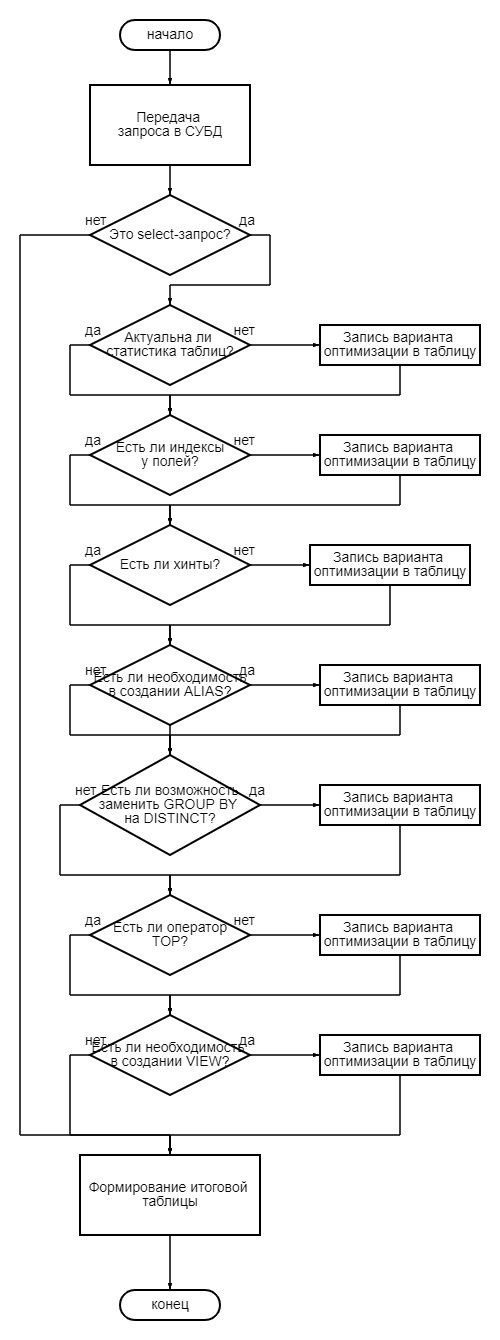 начало
Передача
запроса в СУБД
нет
да
Это select-запрос?
да
нет
Актуальна ли
статистика таблиц?
Запись варианта
оптимизации в таблицу
да
нет
Есть ли индексы
у полей?
Запись варианта
оптимизации в таблицу
да
нет
Есть ли хинты?
Запись варианта
оптимизации в таблицу
нет
да
Есть ли необходимость
в создании ALIAS?
Запись варианта
оптимизации в таблицу
нет
да
Есть ли возможность
заменить GROUP BY
на DISTINCT?
Запись варианта
оптимизации в таблицу
да
нет
Есть ли оператор
TOP?
Запись варианта
оптимизации в таблицу
нет
да
Есть ли необходимость
в создании VIEW?
Запись варианта
оптимизации в таблицу
Формирование итоговой
таблицы
конец